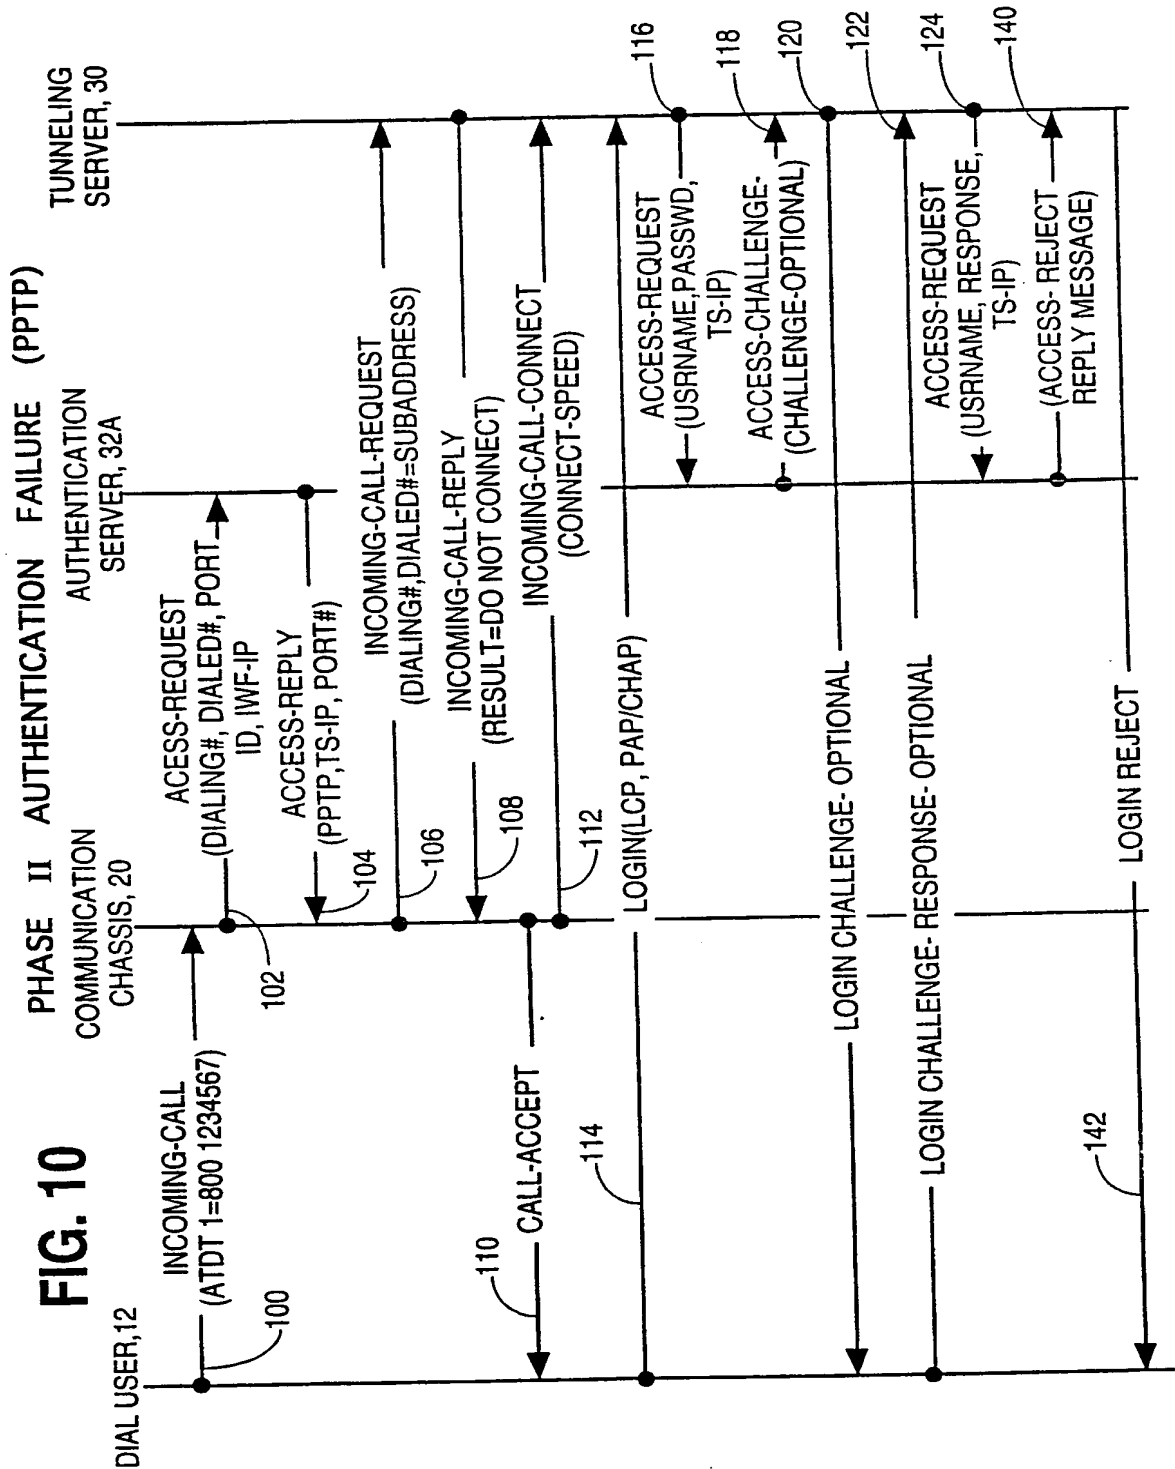 FIG. 10
PHASE II AUTHENTICATION FAILURE (PPTP)
DIAL USER,12
COMMUNICATION
CHASSIS, 20
AUTHENTICATION
SERVER, 32A
TUNNELING
SERVER, 30
INCOMING-CALL
(ATDT 1=800 1234567)
100
ACESS-REQUEST
(DIALING#, DIALED#, PORT
ID, IWF-IP
102
ACCESS-REPLY
(PPTP,TS-IP, PORT#)
104
INCOMING-CALL-REQUEST
(DIALING#,DIALED#=SUBADDRESS)
106
INCOMING-CALL-REPLY
(RESULT=DO NOT CONNECT)
108
CALL-ACCEPT
110
INCOMING-CALL-CONNECT
(CONNECT-SPEED)
112
LOGIN(LCP, PAP/CHAP)
114
ACCESS-REQUEST
(USRNAME,PASSWD,
TS-IP)
116
ACCESS-CHALLENGE-
(CHALLENGE-OPTIONAL)
118
LOGIN CHALLENGE- OPTIONAL
120
LOGIN CHALLENGE- RESPONSE- OPTIONAL
122
ACCESS-REQUEST
(USRNAME, RESPONSE,
TS-IP)
124
(ACCESS- REJECT
REPLY MESSAGE)
140
LOGIN REJECT
142